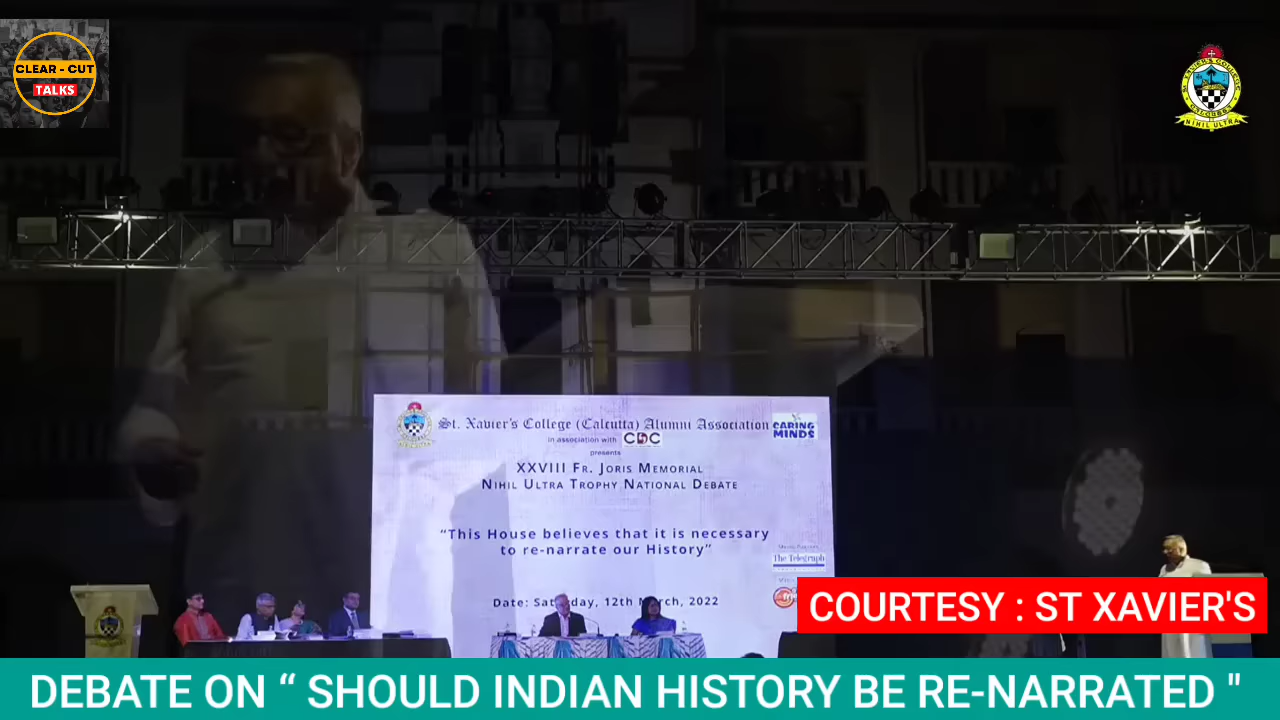 CLEAR - CUT
TALKS
ST XAVIER'S COLLEGE
NIHIL ULTRA
St. Xavier's College (Calcutta) Alumni Association
in association with CDC
presents
CARING
MINDS
XXVIII Fr. Joris Memorial
Nihil Ultra Trophy National Debate
"This House believes that it is necessary
to re-narrate our History"
The Telegraph
Date: Saturday, 12th March, 2022
COURTESY : ST XAVIER'S
DEBATE ON “ SHOULD INDIAN HISTORY BE RE-NARRATED "